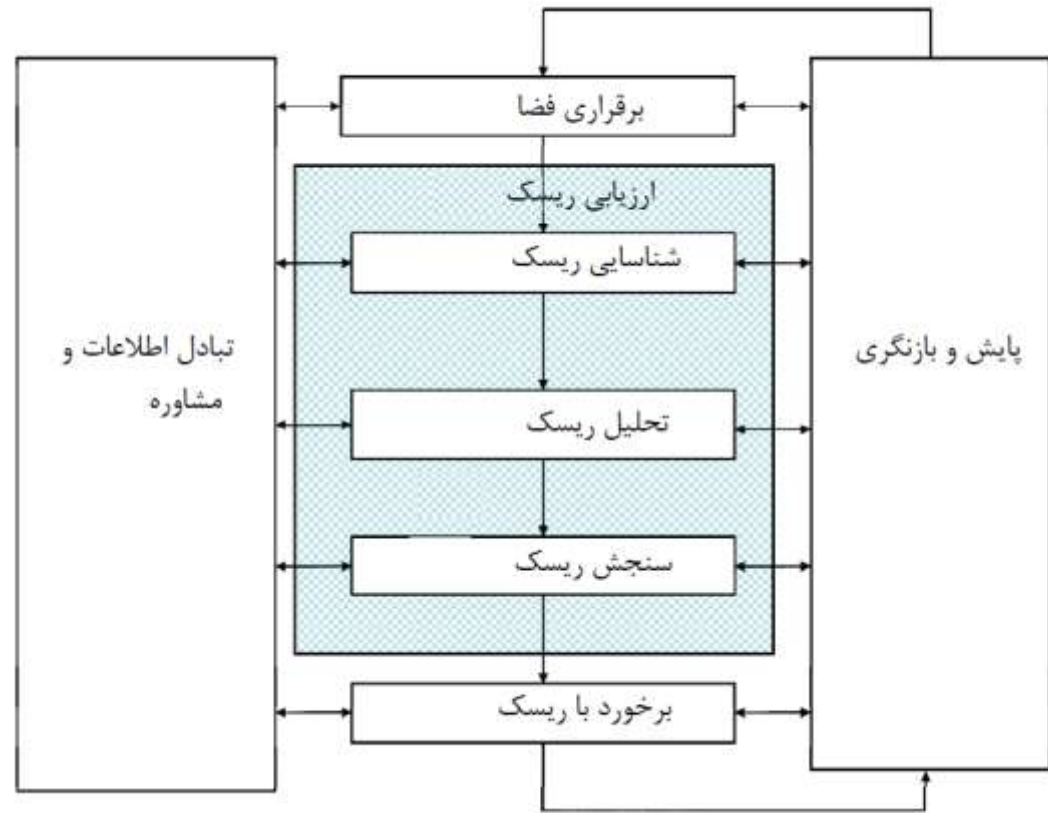 برقراری فضا
ارزیابی ریسک
شناسایی ریسک
پایش و بازنگری
تبادل اطلاعات و
مشاوره
تحلیل ریسک
سنجش ریسک
برخورد با ریسک